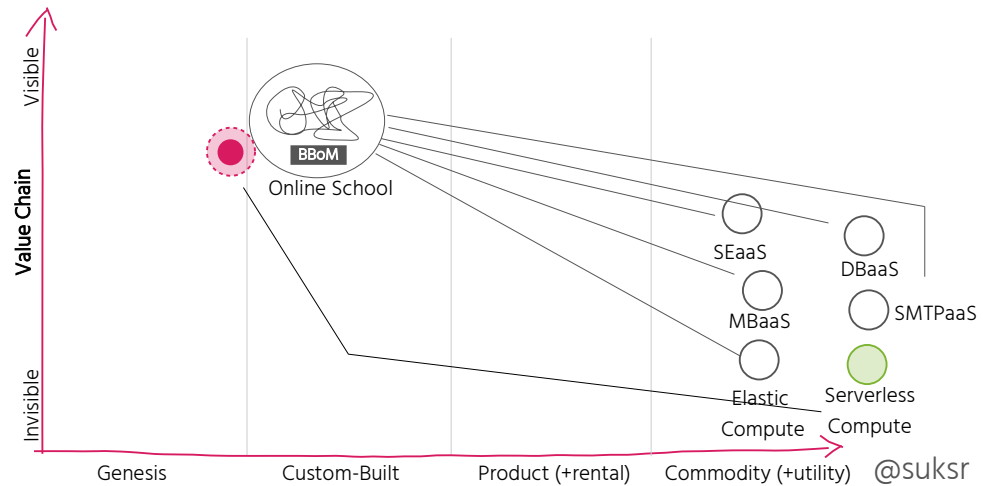 Visible
Value Chain
Invisible
BBoM
Online School
SEaaS
DBaaS
MBaaS
SMTPaaS
Elastic
Compute
Serverless
Compute
Genesis
Custom-Built
Product (+rental)
Commodity (+utility)
@suksr